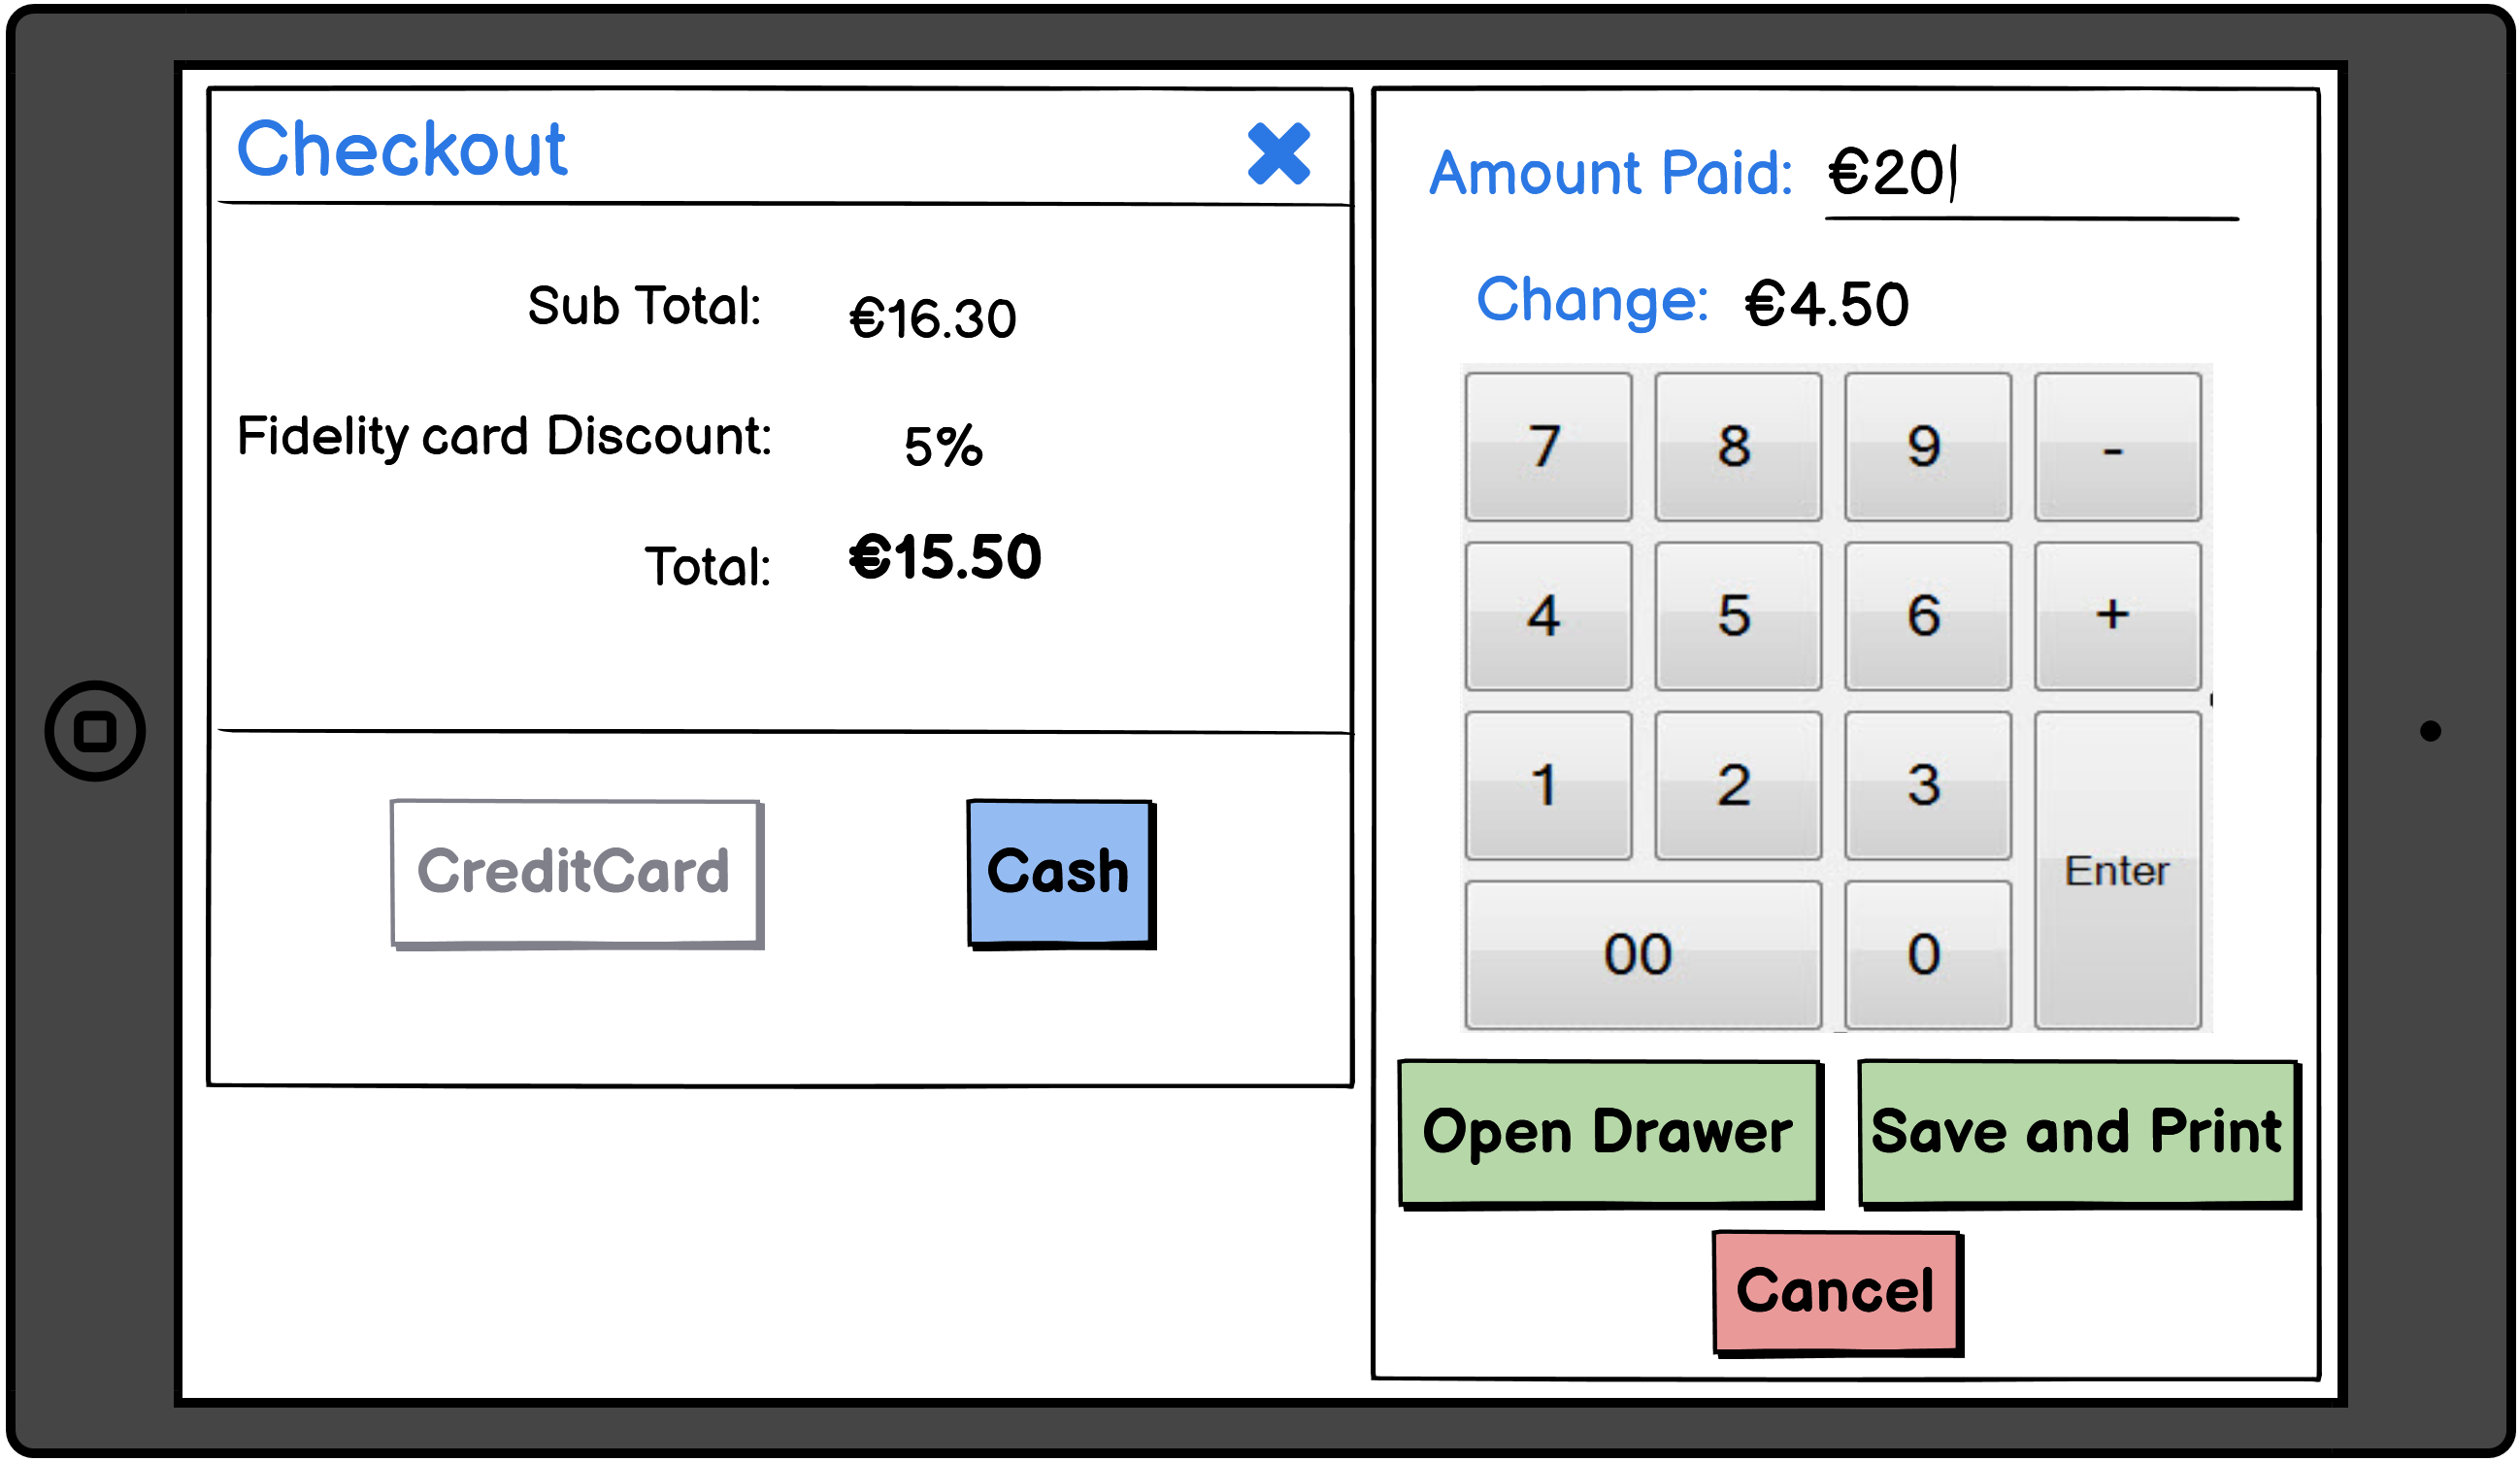 Checkout
Sub Total: €16.30
Fidelity card Discount: 5%
Total: €15.50
CreditCard Cash
Amount Paid: €20
Change: €4.50
7 8 9 -
4 5 6 +
1 2 3
Enter
00 0
Open Drawer Save and Print
Cancel